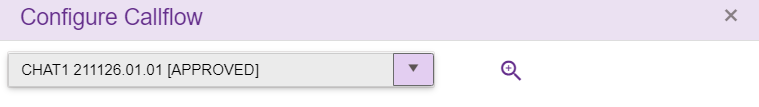 Configure Callflow
CHAT1 211126.01.01 [APPROVED]